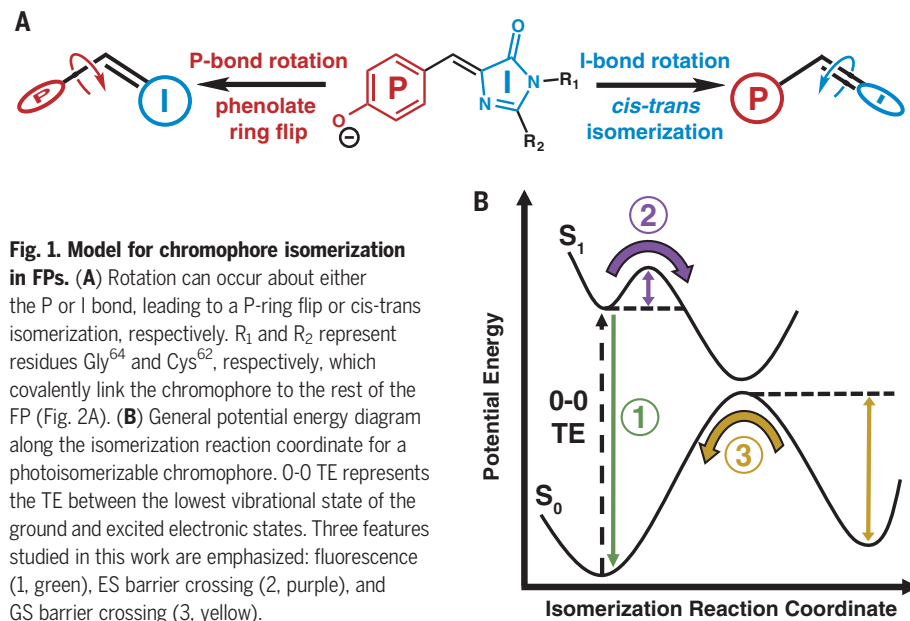 A
P-bond rotation
phenolate
ring flip
P
I
O
⊖
P
I
O
N
N
R₁
R₂
I-bond rotation
cis-trans
isomerization
P
I
Fig. 1. Model for chromophore isomerization
in FPs. (A) Rotation can occur about either
the P or I bond, leading to a P-ring flip or cis-trans
isomerization, respectively. R₁ and R₂ represent
residues Gly⁶⁴ and Cys⁶², respectively, which
covalently link the chromophore to the rest of the
FP (Fig. 2A). (B) General potential energy diagram
along the isomerization reaction coordinate for a
photoisomerizable chromophore. 0-0 TE represents
the TE between the lowest vibrational state of the
ground and excited electronic states. Three features
studied in this work are emphasized: fluorescence
(1, green), ES barrier crossing (2, purple), and
GS barrier crossing (3, yellow).
B
Potential Energy
S₁
2
0-0
TE
1
3
S₀
Isomerization Reaction Coordinate